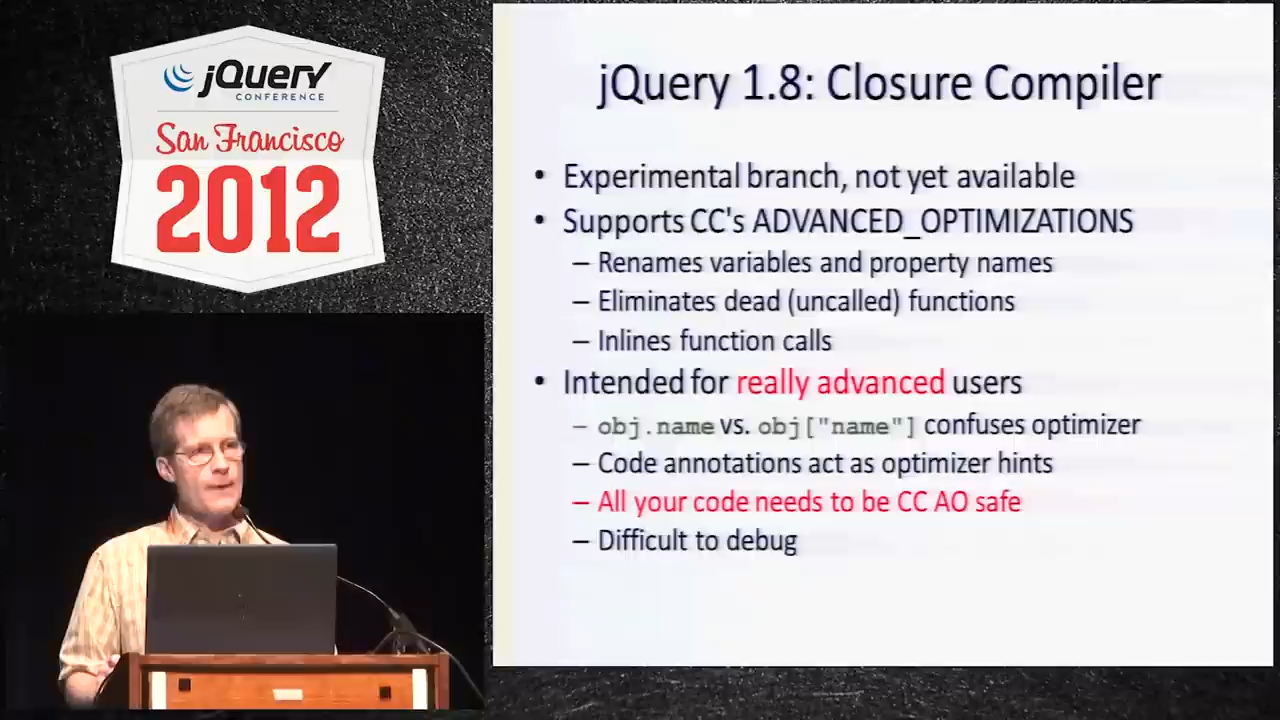 jQuery
CONFERENCE
San Francisco
2012
jQuery 1.8: Closure Compiler
• Experimental branch, not yet available
• Supports CC's ADVANCED_OPTIMIZATIONS
– Renames variables and property names
– Eliminates dead (uncalled) functions
– Inlines function calls
• Intended for really advanced users
– obj.name vs. obj["name"] confuses optimizer
– Code annotations act as optimizer hints
– All your code needs to be CC AO safe
– Difficult to debug